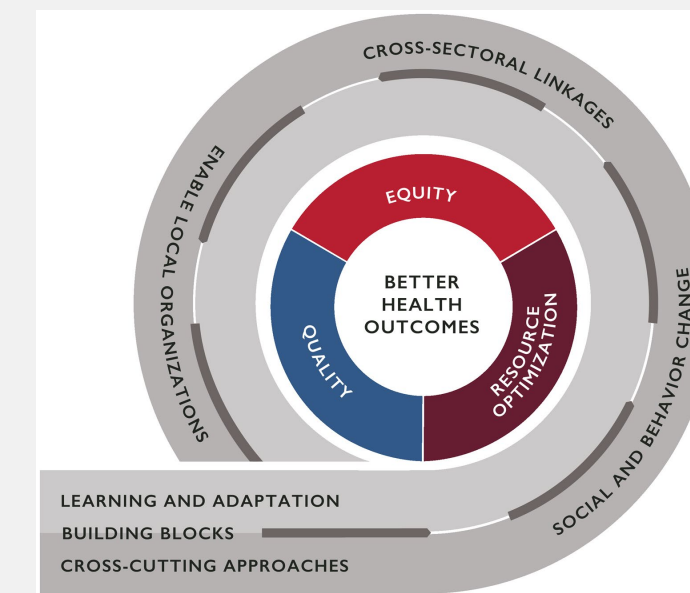 CROSS-SECTORAL LINKAGES
ENABLE LOCAL ORGANIZATIONS
EQUITY
BETTER
HEALTH
OUTCOMES
QUALITY
RESOURCE
OPTIMIZATION
SOCIAL AND BEHAVIOR CHANGE
LEARNING AND ADAPTATION
BUILDING BLOCKS
CROSS-CUTTING APPROACHES